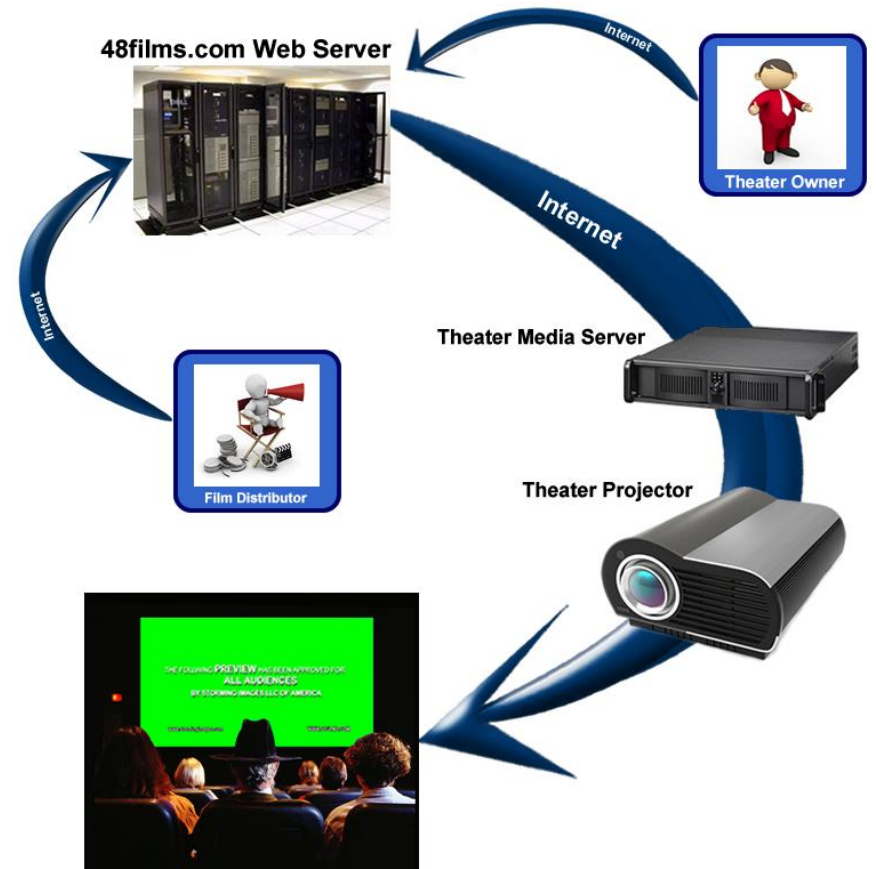 48films.com Web Server
Internet
Theater Owner
Internet
Internet
Theater Media Server
Film Distributor
Theater Projector
THE FOLLOWING PREVIEW HAS BEEN APPROVED FOR
ALL AUDIENCES
BY STORMING IMAGES LLC OF AMERICA